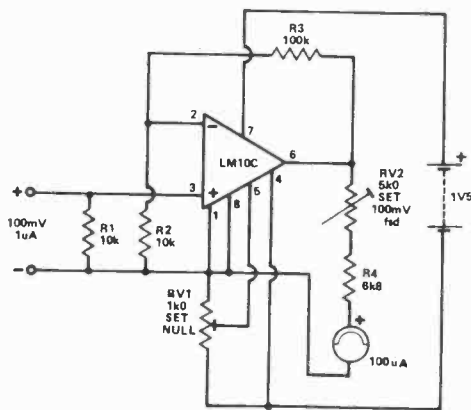 R3
100k
2
−
7
LM10C
6
3
+
1
8
5
4
+
100mV
1uA
−
R1
10k
R2
10k
RV1
1k0
SET
NULL
RV2
5k0
SET
100mV
fsd
R4
6k8
+
100uA
+
1V5